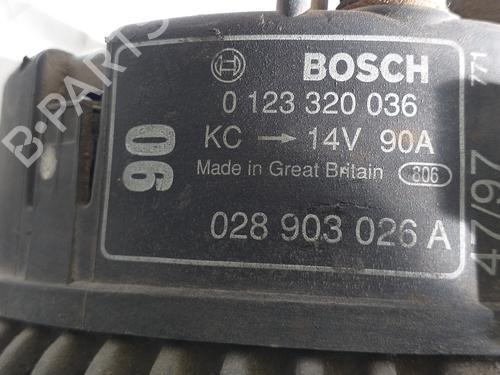 BOSCH
0 123 320 036
KC → 14V 90A
Made in Great Britain 806
028 903 026 A
90
47/97
771
B-PARTS